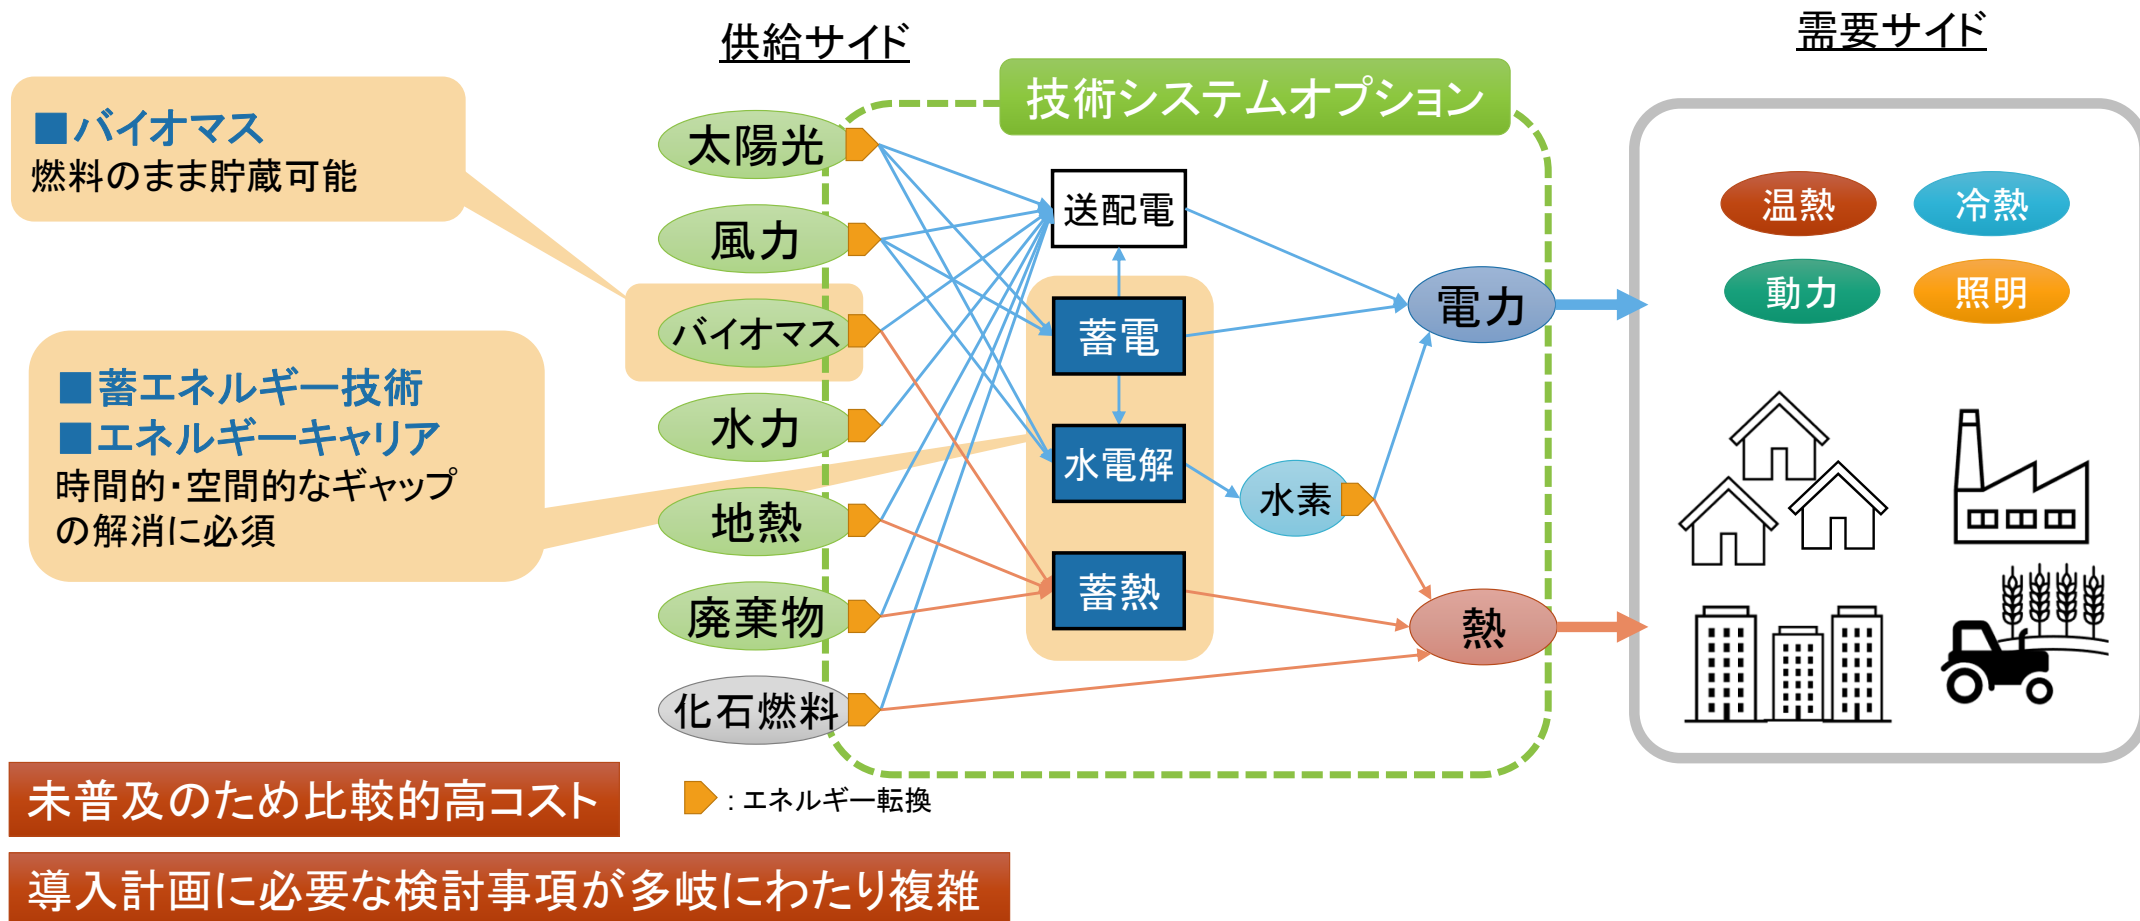 供給サイド
需要サイド
技術システムオプション
■バイオマス
燃料のまま貯蔵可能
■蓄エネルギー技術
■エネルギーキャリア
時間的・空間的なギャップ
の解消に必須
太陽光
風力
バイオマス
水力
地熱
廃棄物
化石燃料
送配電
蓄電
水電解
蓄熱
水素
電力
熱
温熱
冷熱
動力
照明
: エネルギー転換
未普及のため比較的高コスト
導入計画に必要な検討事項が多岐にわたり複雑